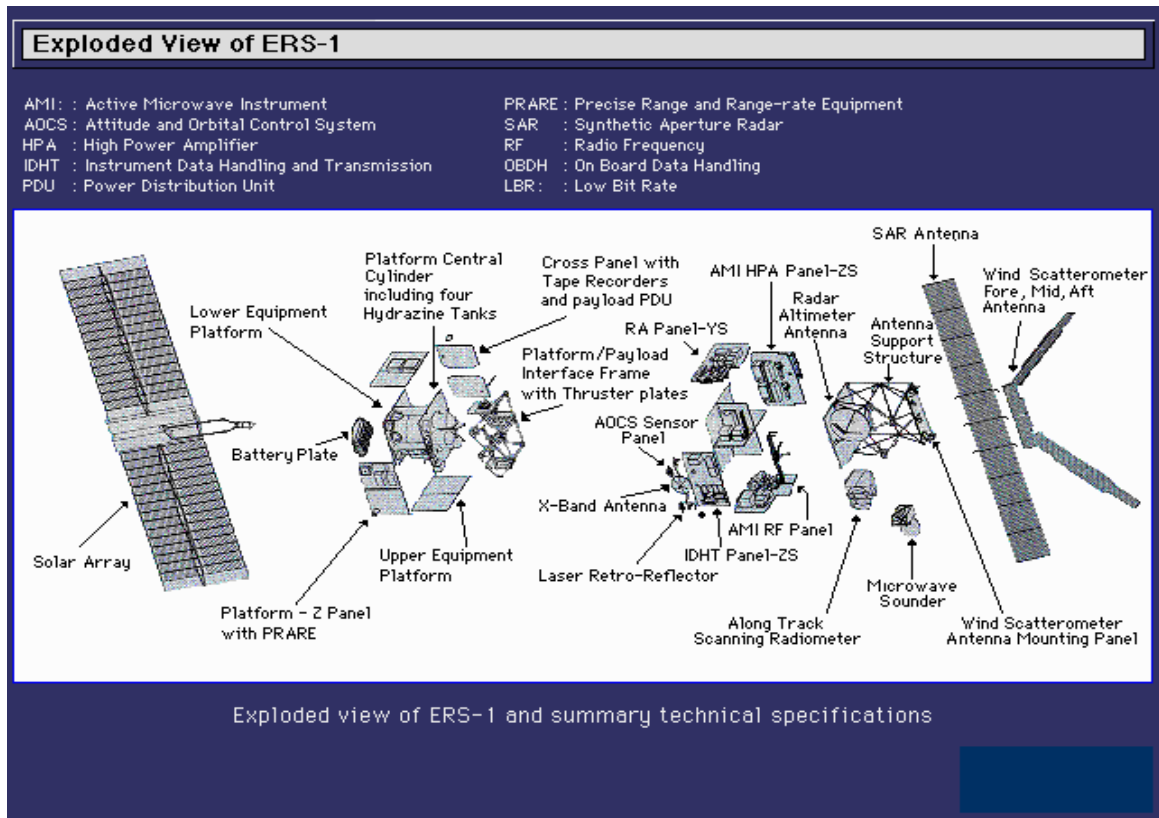 Exploded View of ERS-1
AMI: : Active Microwave Instrument
AOCS : Attitude and Orbital Control System
HPA : High Power Amplifier
IDHT : Instrument Data Handling and Transmission
PDU : Power Distribution Unit
PRARE : Precise Range and Range-rate Equipment
SAR : Synthetic Aperture Radar
RF : Radio Frequency
OBDH : On Board Data Handling
LBR: : Low Bit Rate
Solar Array
Lower Equipment
Platform
Battery Plate
Platform - Z Panel
with PRARE
Platform Central
Cylinder
including four
Hydrazine Tanks
Upper Equipment
Platform
Cross Panel with
Tape Recorders
and payload PDU
Platform/Payload
Interface Frame
with Thruster plates
RA Panel-YS
AMI HPA Panel-ZS
AOCS Sensor
Panel
X-Band Antenna
Laser Retro-Reflector
IDHT Panel-ZS
AMI RF Panel
Radar
Altimeter
Antenna
Antenna
Support
Structure
SAR Antenna
Wind Scatterometer
Fore, Mid, Aft
Antenna
Along Track
Scanning Radiometer
Microwave
Sounder
Wind Scatterometer
Antenna Mounting Panel
Exploded view of ERS-1 and summary technical specifications